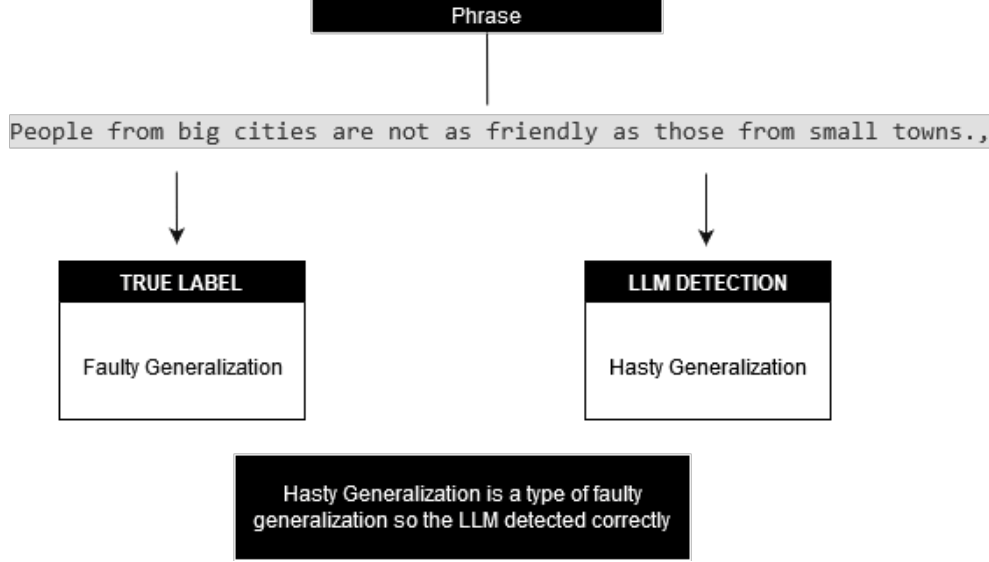 Phrase
People from big cities are not as friendly as those from small towns.,
TRUE LABEL
Faulty Generalization
LLM DETECTION
Hasty Generalization
Hasty Generalization is a type of faulty
generalization so the LLM detected correctly